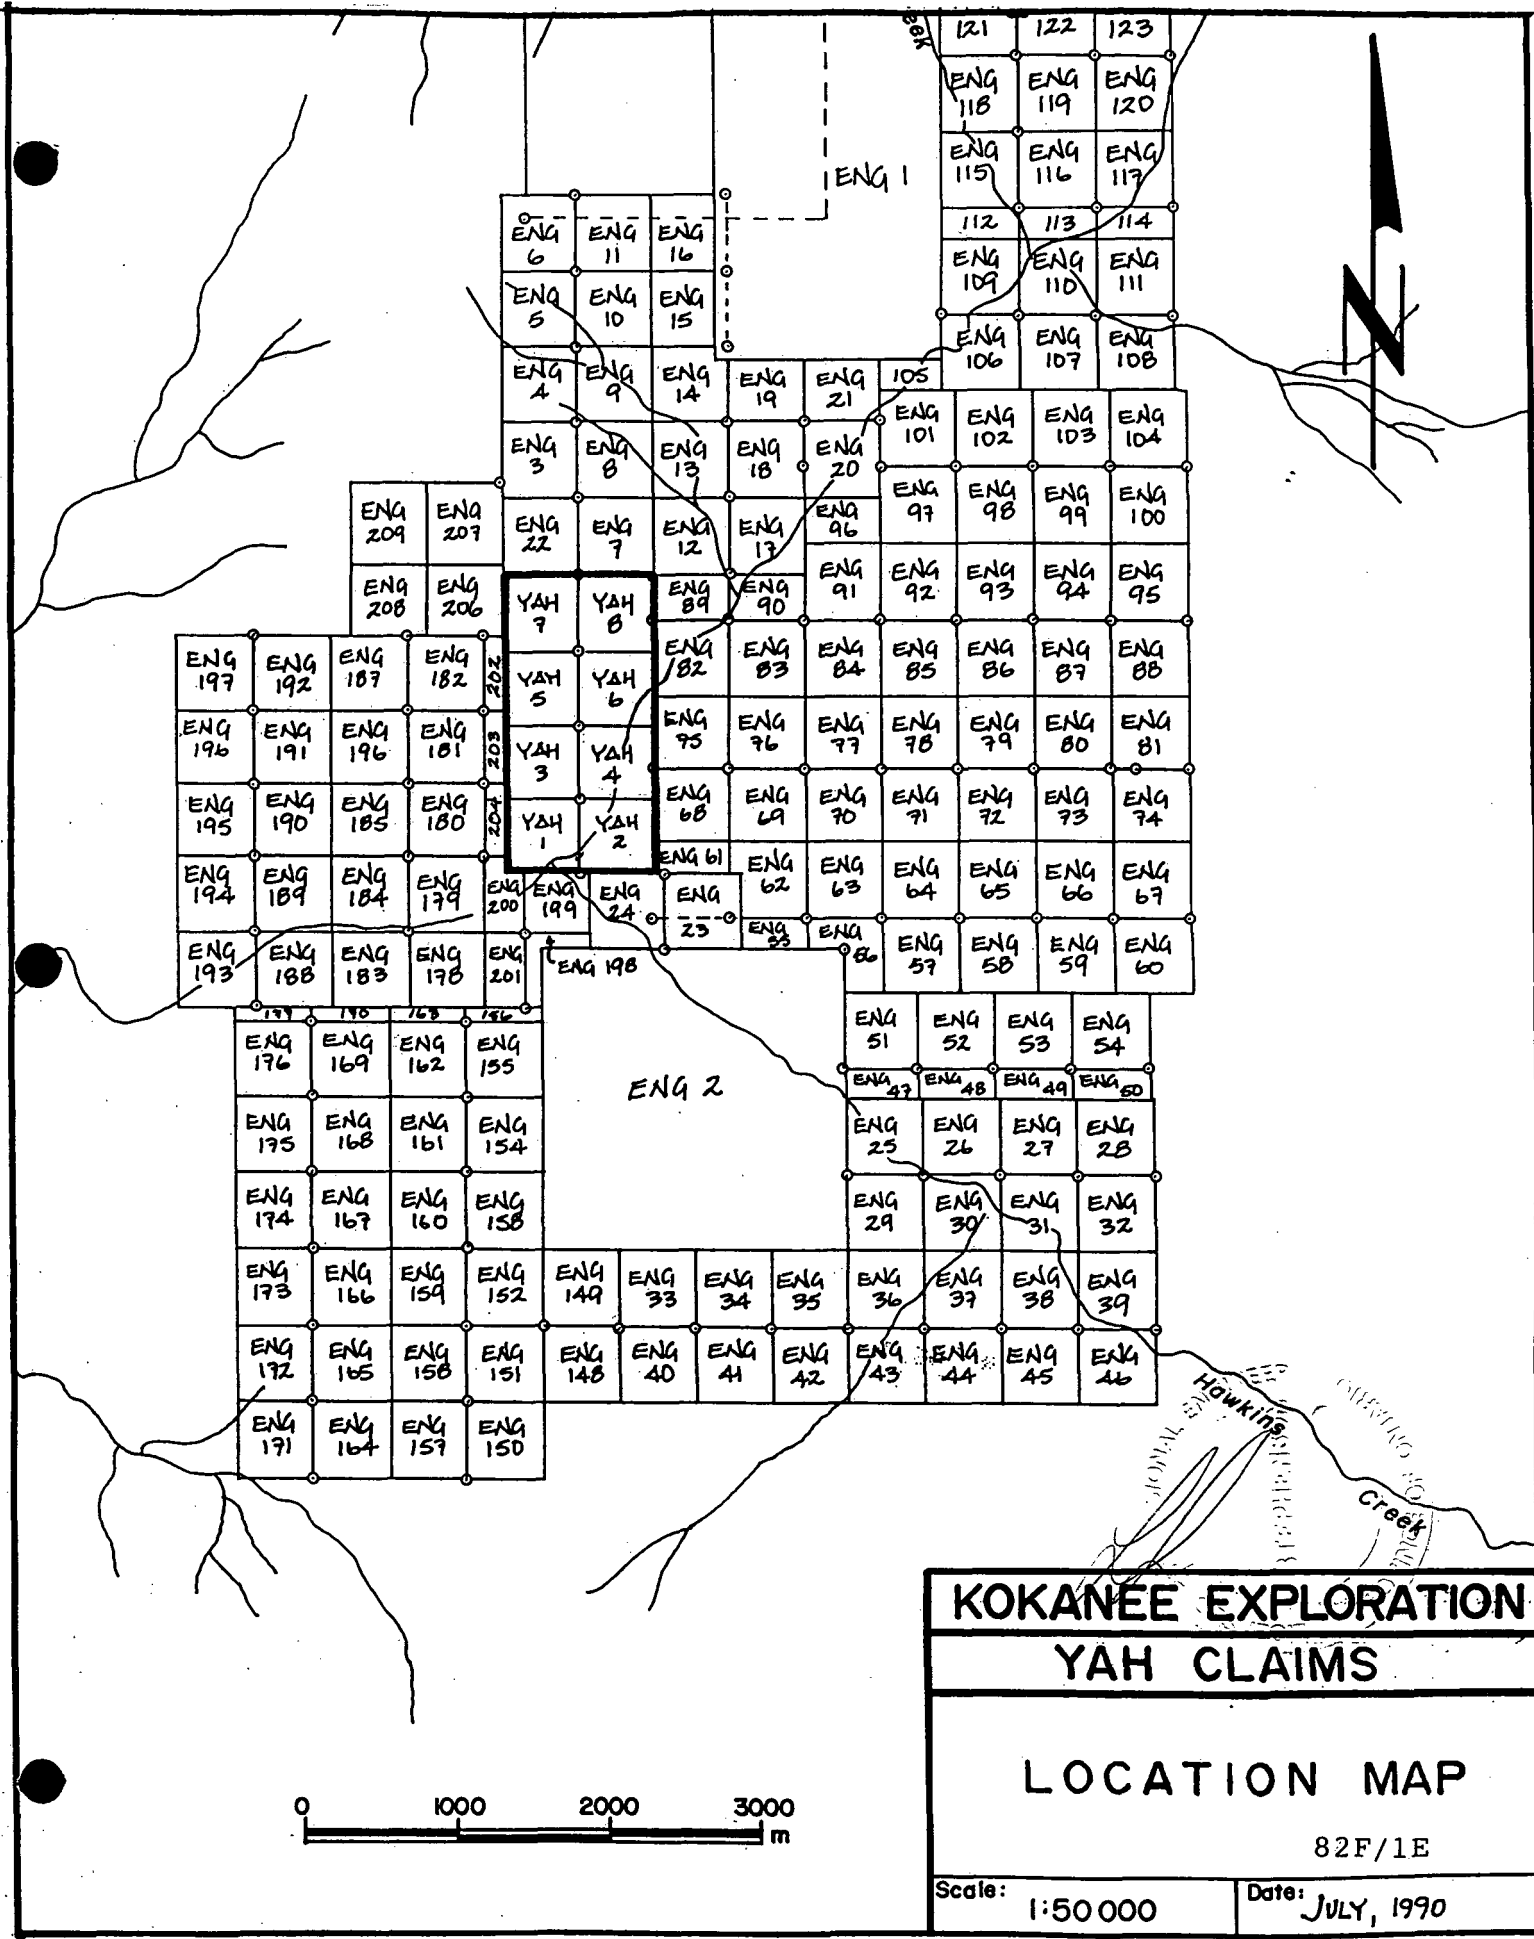 eek
121 122 123
ENG 118 ENG 119 ENG 120
ENG 1
ENG 115 ENG 116 ENG 117
112 113 114
ENG 6 ENG 11 ENG 16
ENG 109 ENG 110 ENG 111
ENG 5 ENG 10 ENG 15
ENG 106 ENG 107 ENG 108
N
ENG 4 ENG 9 ENG 14 ENG 19 ENG 21 105
ENG 101 ENG 102 ENG 103 ENG 104
ENG 3 ENG 8 ENG 13 ENG 18 ENG 20
ENG 97 ENG 98 ENG 99 ENG 100
ENG 209 ENG 207 ENG 22 ENG 7 ENG 12 ENG 17 ENG 96
ENG 208 ENG 206 YAH 7 YAH 8 ENG 89 ENG 90 ENG 91 ENG 92 ENG 93 ENG 94 ENG 95
ENG 197 ENG 192 ENG 187 ENG 182 202 YAH 5 YAH 6 ENG 82 ENG 83 ENG 84 ENG 85 ENG 86 ENG 87 ENG 88
ENG 196 ENG 191 ENG 196 ENG 181 203 YAH 3 YAH 4 ENG 75 ENG 76 ENG 77 ENG 78 ENG 79 ENG 80 ENG 81
ENG 195 ENG 190 ENG 185 ENG 180 204 YAH 1 YAH 2 ENG 68 ENG 69 ENG 70 ENG 71 ENG 72 ENG 73 ENG 74
ENG 61 ENG 62 ENG 63 ENG 64 ENG 65 ENG 66 ENG 67
ENG 194 ENG 189 ENG 184 ENG 179 ENG 200 ENG 199 ENG 24 ENG 23
ENG 55 ENG 56 ENG 57 ENG 58 ENG 59 ENG 60
ENG 193 ENG 188 ENG 183 ENG 178 ENG 201 ENG 198
177 170 163 156
ENG 176 ENG 169 ENG 162 ENG 155 ENG 51 ENG 52 ENG 53 ENG 54
ENG 2
ENG 47 ENG 48 ENG 49 ENG 50
ENG 175 ENG 168 ENG 161 ENG 154 ENG 25 ENG 26 ENG 27 ENG 28
ENG 174 ENG 167 ENG 160 ENG 158 ENG 29 ENG 30 ENG 31 ENG 32
ENG 173 ENG 166 ENG 159 ENG 152 ENG 149 ENG 33 ENG 34 ENG 35 ENG 36 ENG 37 ENG 38 ENG 39
ENG 172 ENG 165 ENG 158 ENG 151 ENG 148 ENG 40 ENG 41 ENG 42 ENG 43 ENG 44 ENG 45 ENG 46
ENG 171 ENG 164 ENG 157 ENG 150
Hawkins
Creek
KOKANEE EXPLORATION
YAH CLAIMS
LOCATION MAP
82F/1E
Scale: 1:50 000
Date: JULY, 1990
0 1000 2000 3000
m